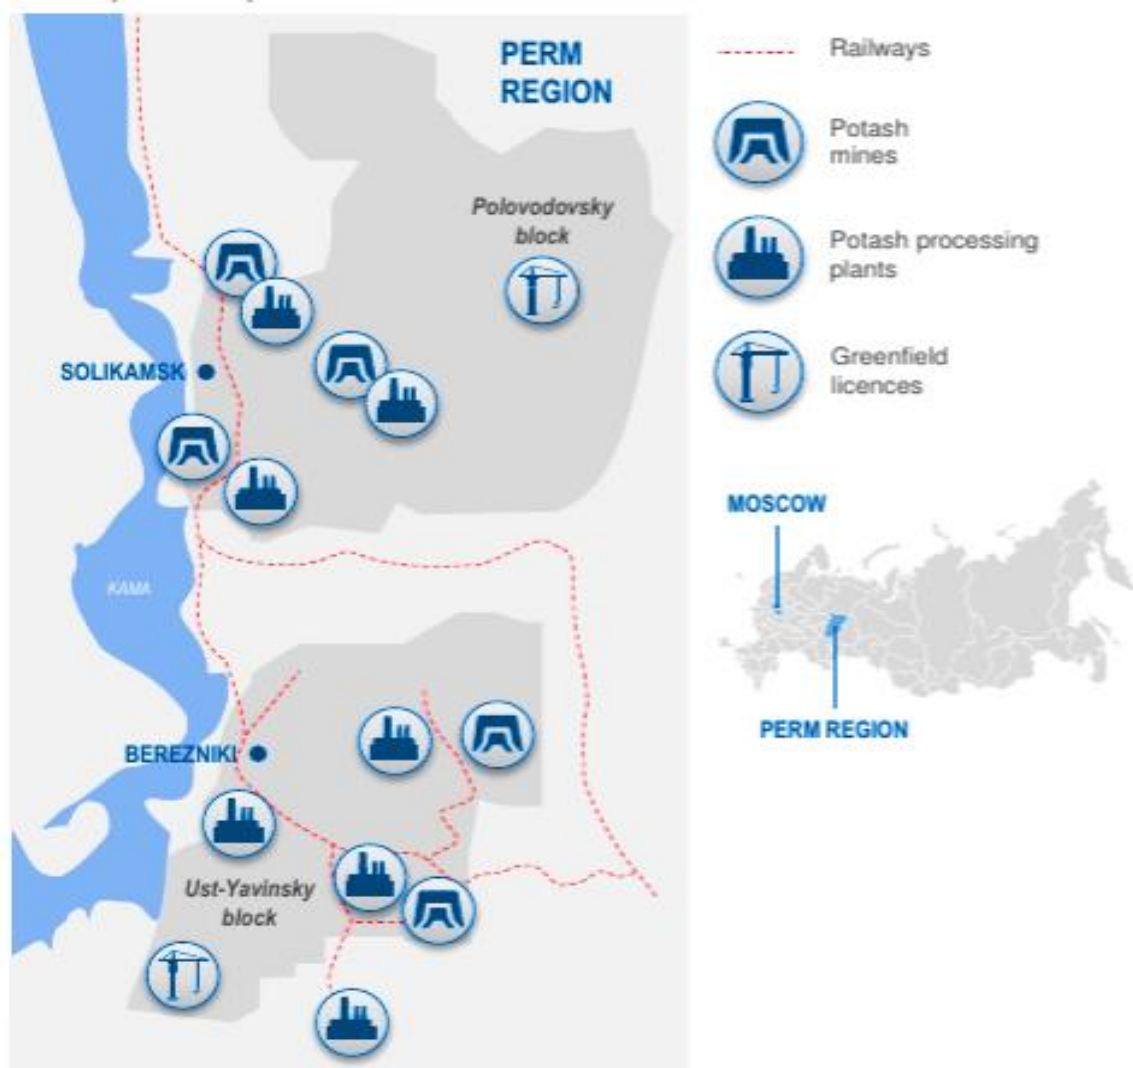 PERM
REGION
Polovodovsky
block
SOLIKAMSK
KAMA
BEREZNIKI
Ust-Yavinsky
block
Railways
Potash
mines
Potash processing
plants
Greenfield
licences
MOSCOW
PERM REGION